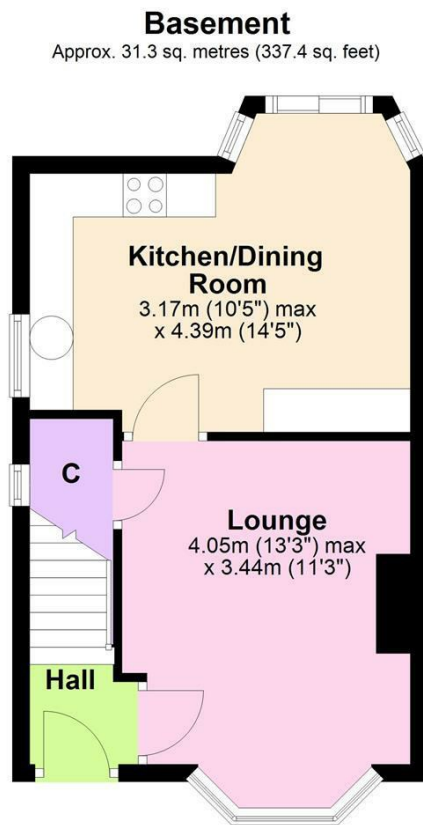 Basement
Approx. 31.3 sq. metres (337.4 sq. feet)
Kitchen/Dining
Room
3.17m (10'5") max
x 4.39m (14'5")
C
Lounge
4.05m (13'3") max
x 3.44m (11'3")
Hall